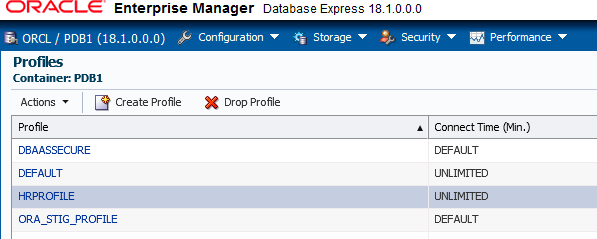 ORACLE Enterprise Manager Database Express 18.1.0.0.0
ORCL / PDB1 (18.1.0.0.0) Configuration Storage Security Performance
Profiles
Container: PDB1
Actions Create Profile Drop Profile
Profile Connect Time (Min.)
DBAASSECURE DEFAULT
DEFAULT UNLIMITED
HRPROFILE UNLIMITED
ORA_STIG_PROFILE DEFAULT